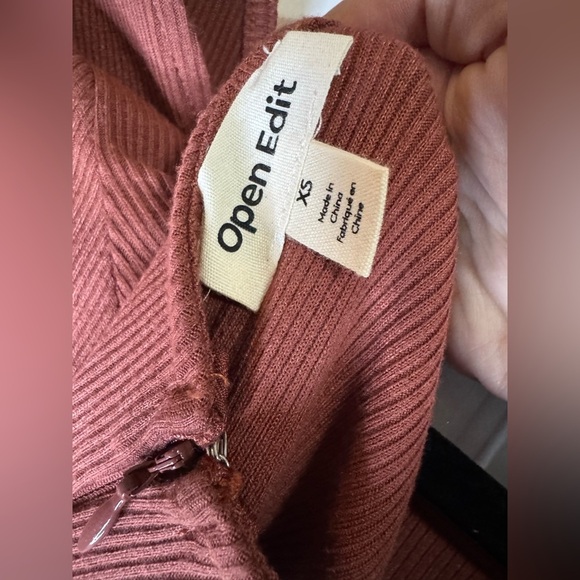 Open Edit
XS
Made in
China
Fabriqué en
Chine